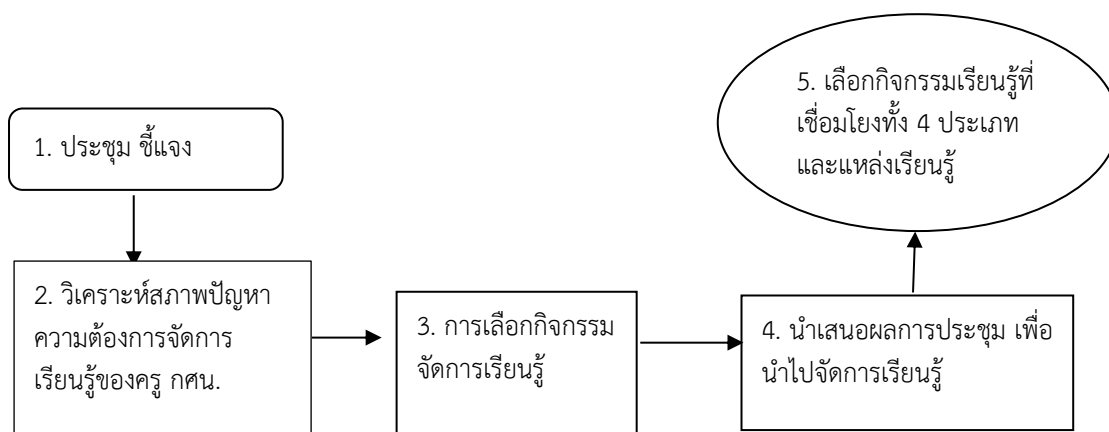 1. ประชุม ชี้แจง
2. วิเคราะห์สภาพปัญหา
ความต้องการจัดการ
เรียนรู้ของครู กศน.
3. การเลือกกิจกรรม
จัดการเรียนรู้
4. นำเสนอผลการประชุม เพื่อ
นำไปจัดการเรียนรู้
5. เลือกกิจกรรมเรียนรู้ที่
เชื่อมโยงทั้ง 4 ประเภท
และแหล่งเรียนรู้